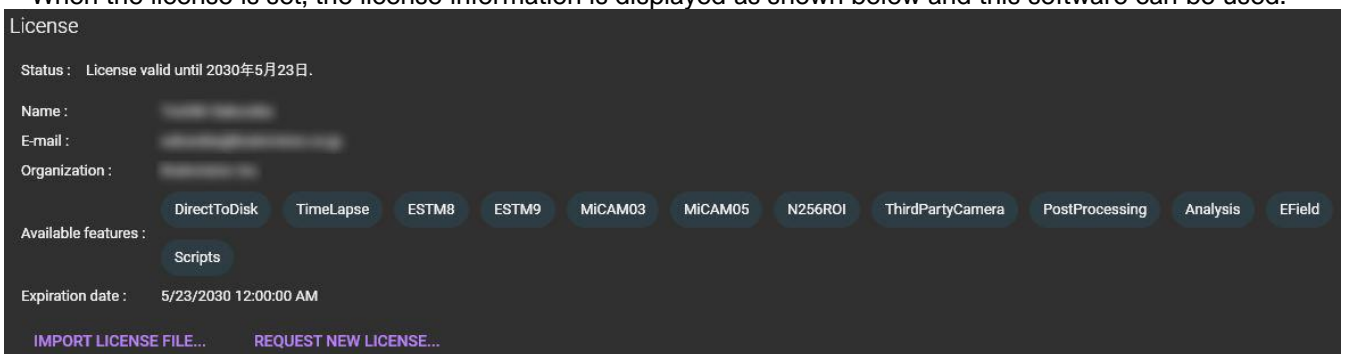 When the license is set, the license information is displayed as shown below and this software can be used.
License
Status : License valid until 2030年5月23日.
Name :
E-mail :
Organization :
DirectToDisk TimeLapse ESTM8 ESTM9 MiCAM03 MiCAM05 N256ROI ThirdPartyCamera PostProcessing Analysis EField
Available features :
Scripts
Expiration date : 5/23/2030 12:00:00 AM
IMPORT LICENSE FILE... REQUEST NEW LICENSE...